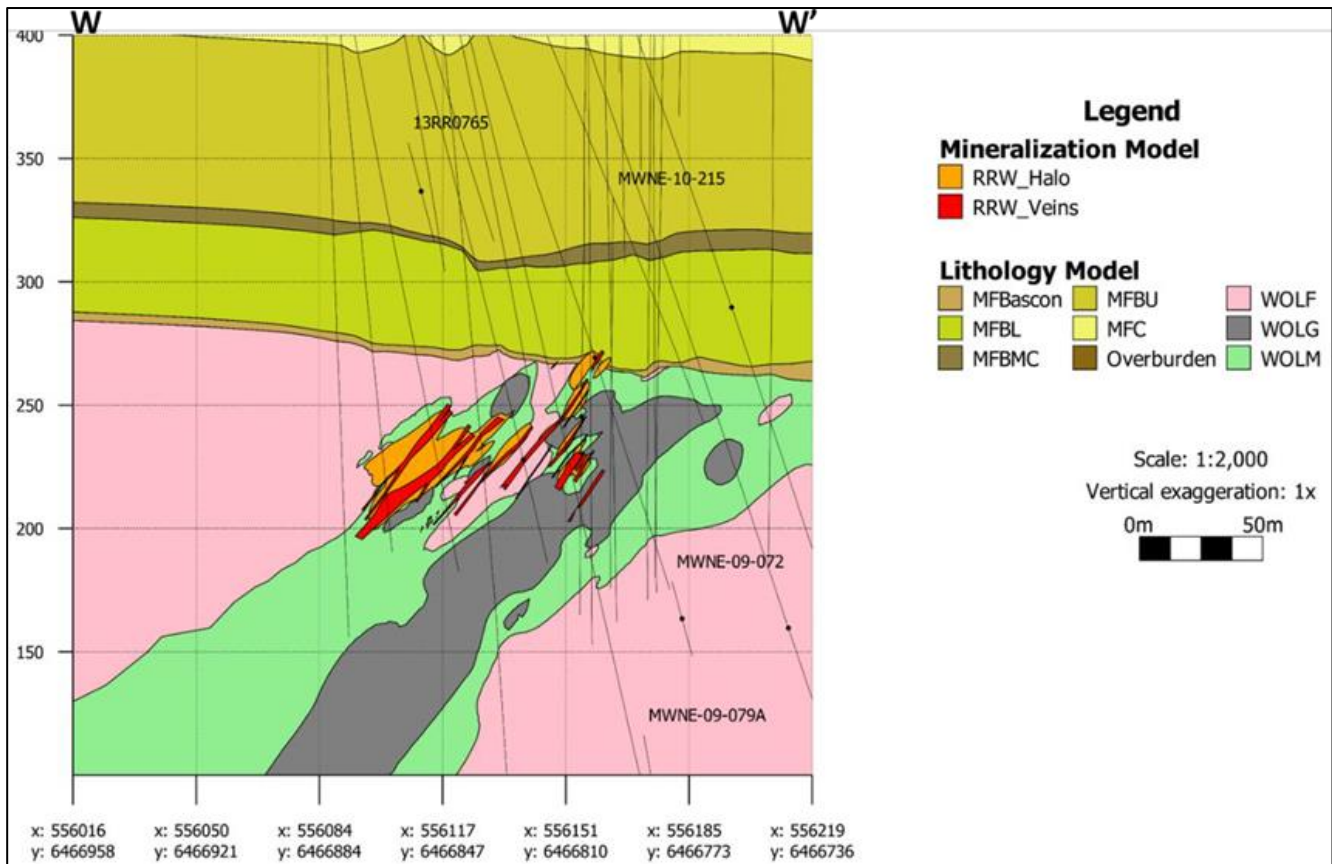 W
W’
400
350
300
250
200
150
13RR0765
MWNE-10-215
MWNE-09-072
MWNE-09-079A
x: 556016 x: 556050 x: 556084 x: 556117 x: 556151 x: 556185 x: 556219
y: 6466958 y: 6466921 y: 6466884 y: 6466847 y: 6466810 y: 6466773 y: 6466736
Legend
Mineralization Model
RRW_Halo
RRW_Veins
Lithology Model
MFBascon MFBU WOLF
MFBL MFC WOLG
MFBMC Overburden WOLM
Scale: 1:2,000
Vertical exaggeration: 1x
0m 50m